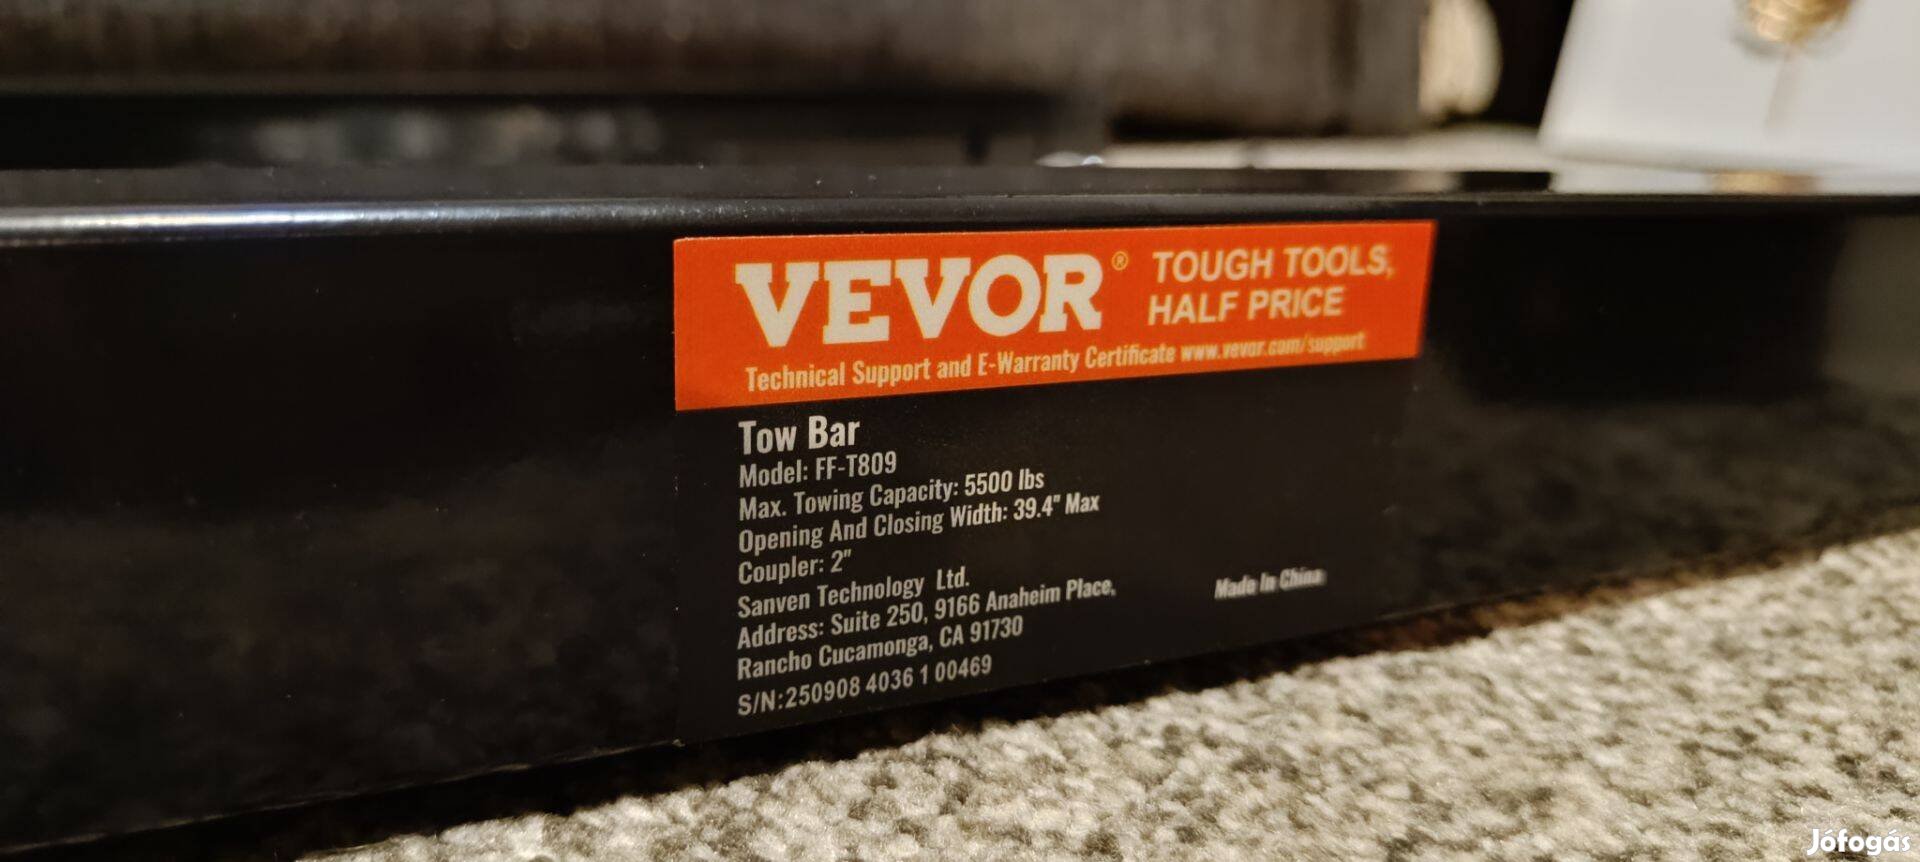 VEVOR® TOUGH TOOLS,
HALF PRICE
Technical Support and E-Warranty Certificate www.vevor.com/support
Tow Bar
Model: FF-T809
Max. Towing Capacity: 5500 lbs
Opening And Closing Width: 39.4" Max
Coupler: 2"
Sanven Technology Ltd.
Address: Suite 250, 9166 Anaheim Place,
Rancho Cucamonga, CA 91730
S/N:250908 4036 1 00469
Made In China
Jófogás